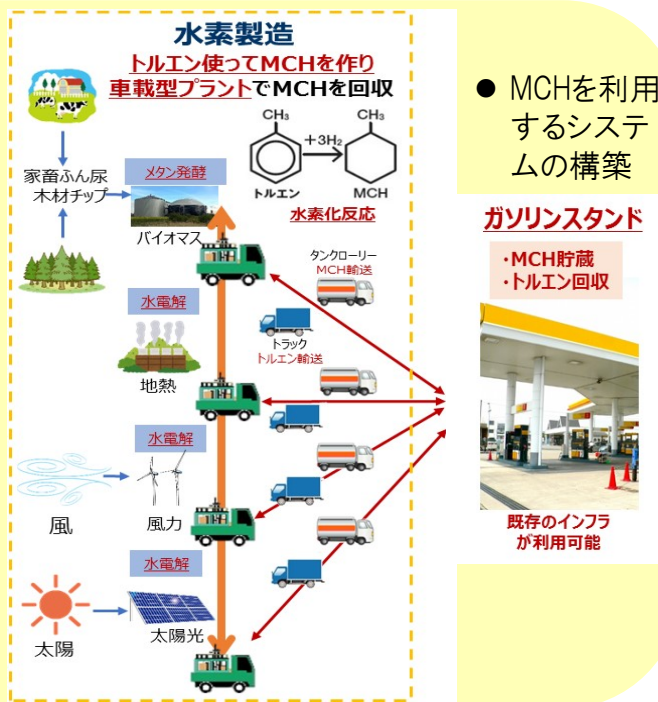 水素製造
トルエン使ってMCHを作り
車載型プラントでMCHを回収
CH₃
+3H₂
CH₃
トルエン
MCH
水素化反応
家畜ふん尿
木材チップ
メタン発酵
バイオマス
タンクローリー
MCH輸送
トラック
トルエン輸送
水電解
地熱
水電解
風
風力
水電解
太陽
太陽光
● MCHを利用
するシステ
ムの構築
ガソリンスタンド
・MCH貯蔵
・トルエン回収
既存のインフラ
が利用可能